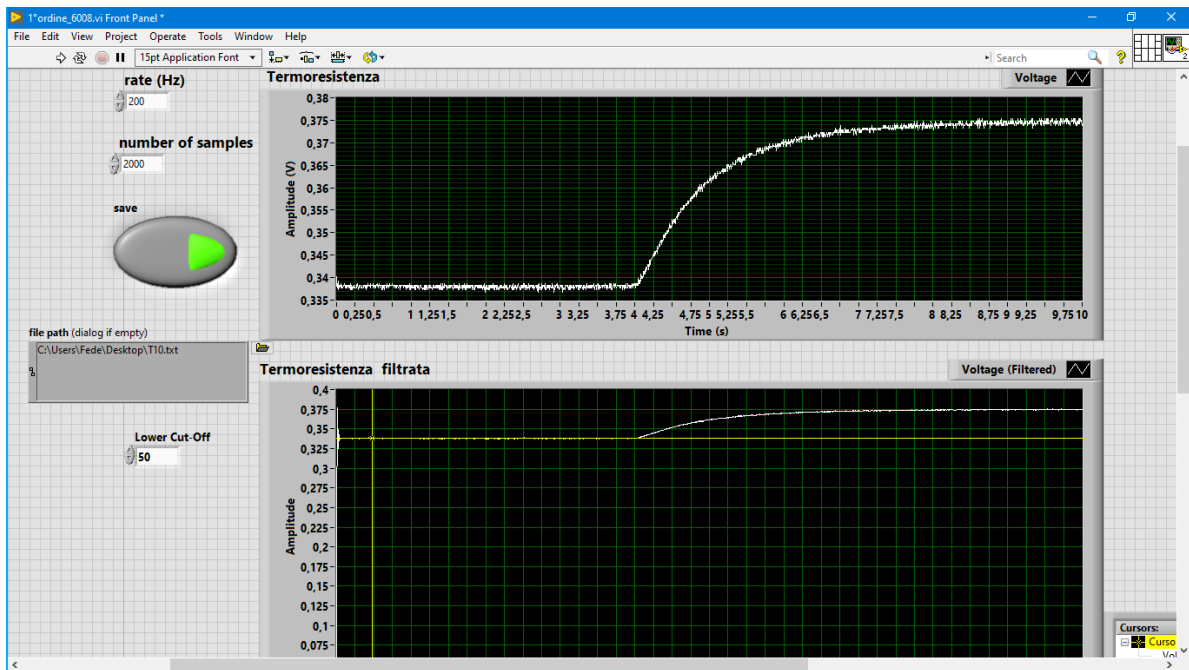 1°ordine_6008.vi Front Panel *
File Edit View Project Operate Tools Window Help
15pt Application Font
Search
2
rate (Hz)
200
number of samples
2000
save
file path (dialog if empty)
C:\Users\Fede\Desktop\T10.txt
Lower Cut-Off
50
Termoresistenza
Voltage
0,38
0,375
0,37
0,365
0,36
0,355
0,35
0,345
0,34
0,335
Amplitude (V)
0 0,250,5 1 1,251,5 2 2,252,5 3 3,25 3,75 4 4,25 4,75 5 5,255,5 6 6,256,5 7 7,257,5 8 8,25 8,75 9 9,25 9,75 10
Time (s)
Termoresistenza filtrata
Voltage (Filtered)
0,4
0,375
0,35
0,325
0,3
0,275
0,25
0,225
0,2
0,175
0,15
0,125
0,1
0,075
Amplitude
Cursors:
Curso
Vol